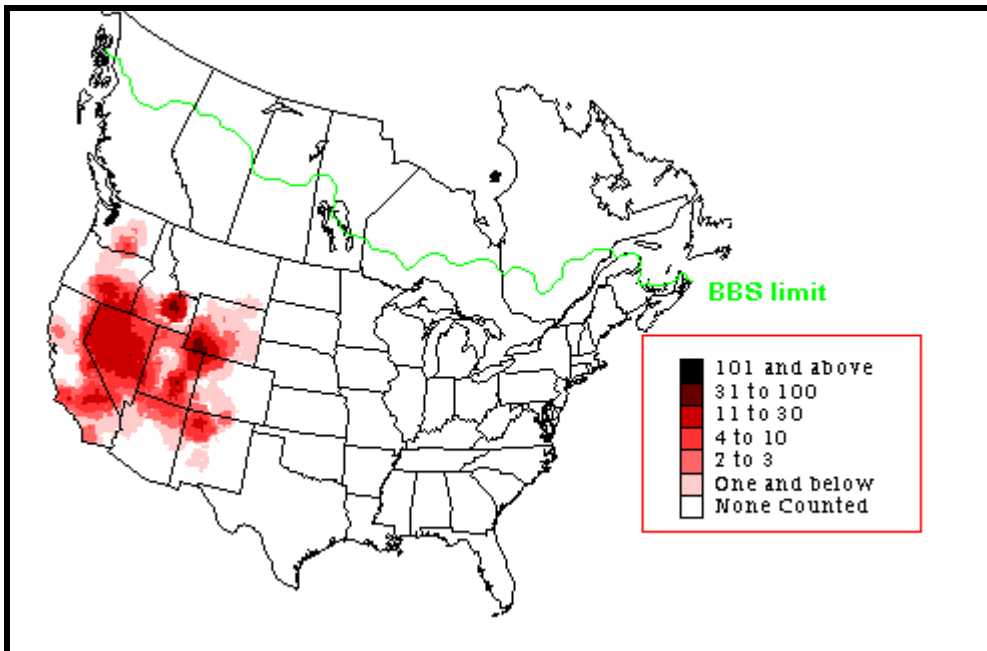 BBS limit
101 and above
31 to 100
11 to 30
4 to 10
2 to 3
One and below
None Counted